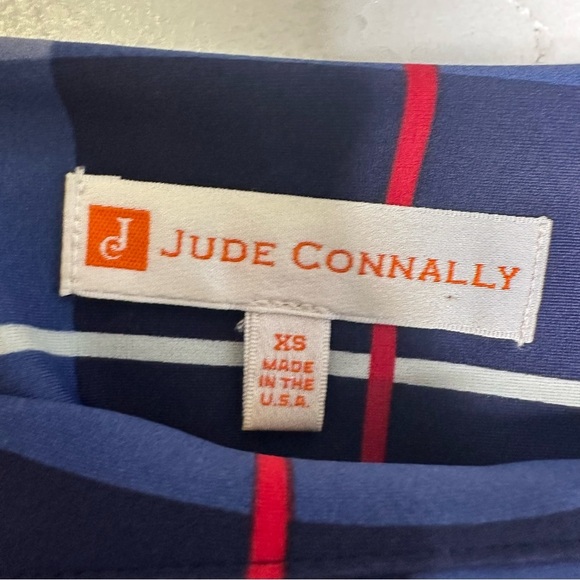 JC JUDE CONNALLY
XS
MADE
IN THE
U.S.A.